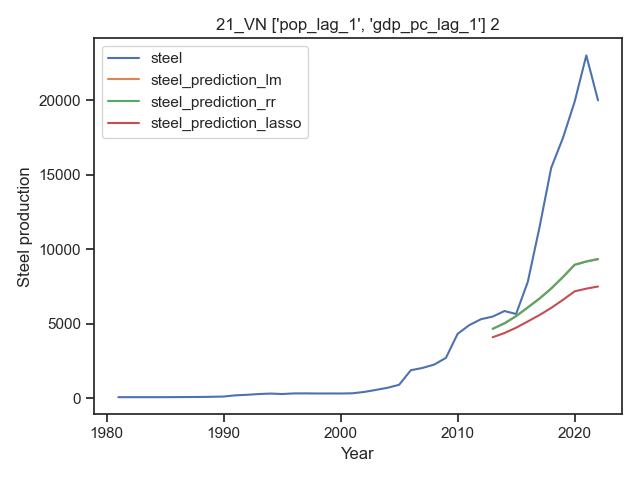 21_VN ['pop_lag_1', 'gdp_pc_lag_1'] 2
steel
steel_prediction_lm
steel_prediction_rr
steel_prediction_lasso
Steel production
20000
15000
10000
5000
0
1980 1990 2000 2010 2020
Year